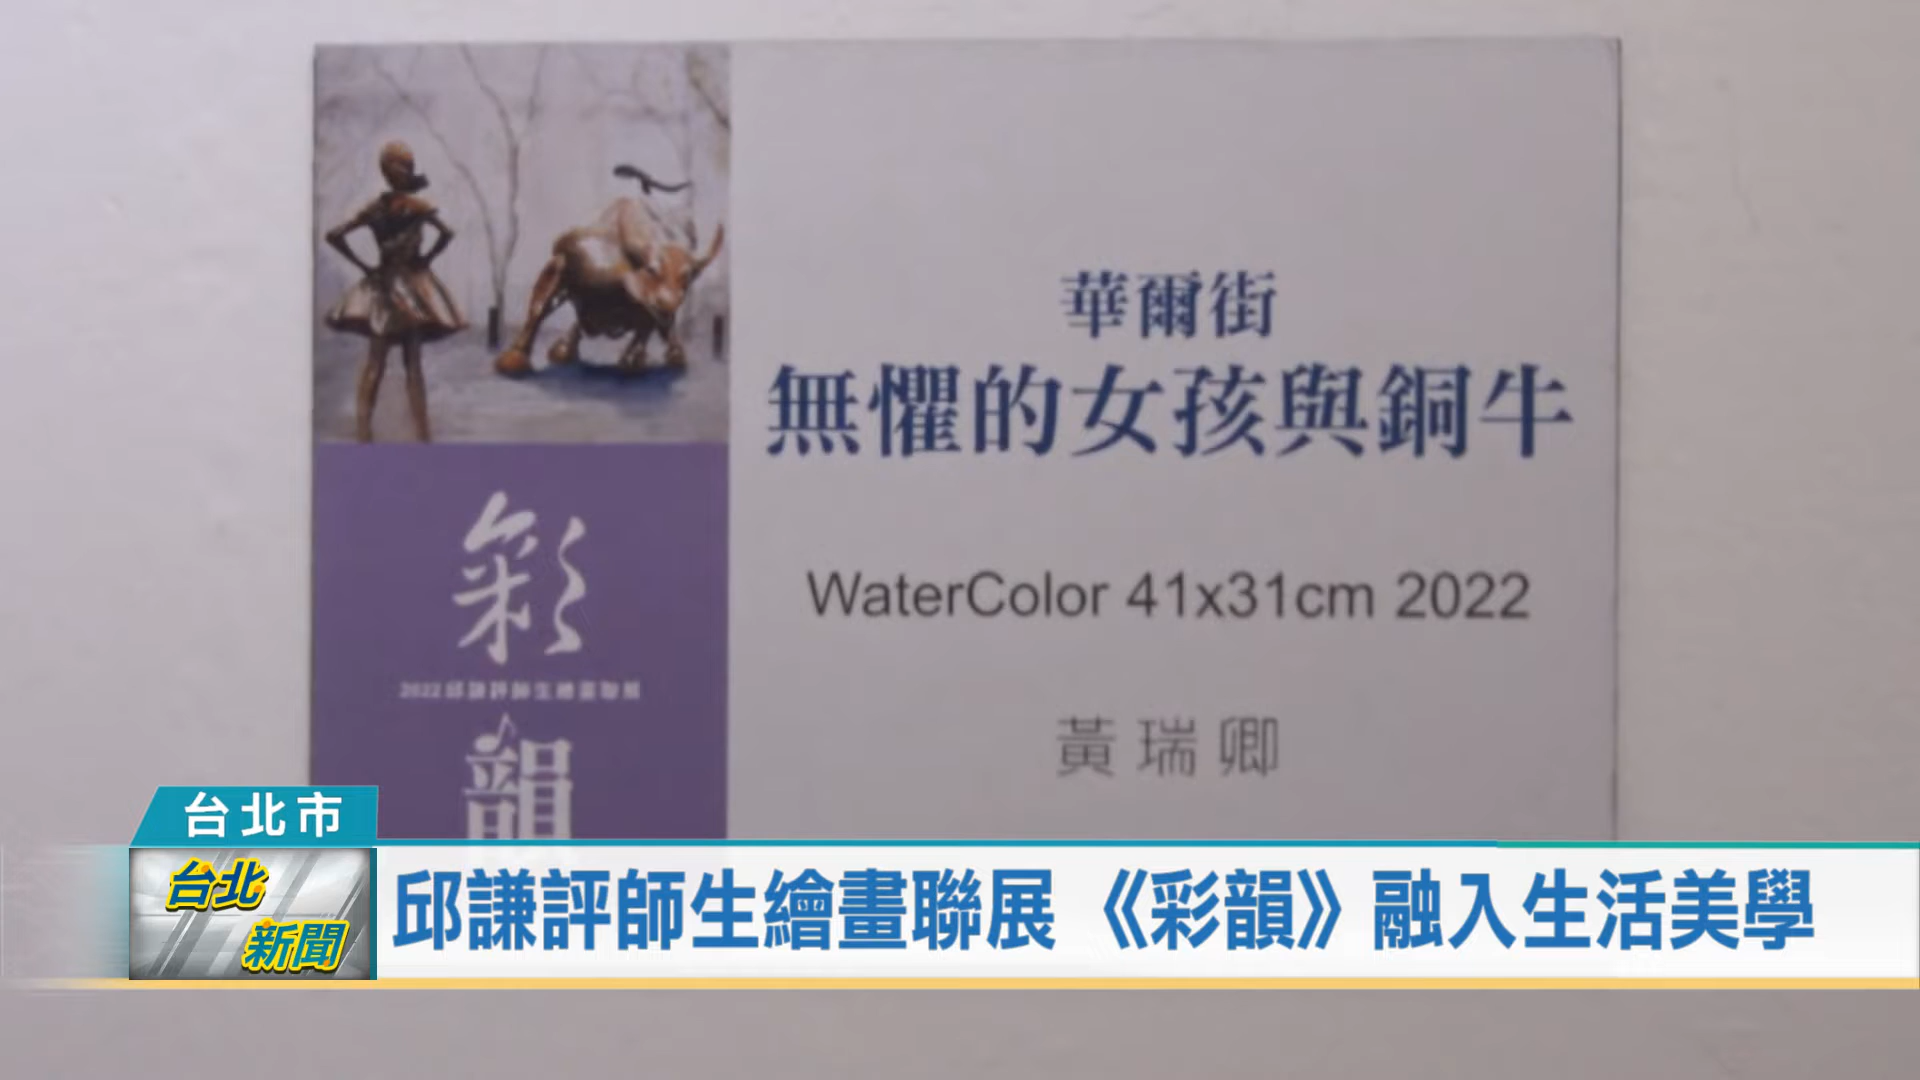 華爾街
無懼的女孩與銅牛
WaterColor 41x31cm 2022
黃瑞卿
彩
韻
台北市
台北
新聞
邱謙評師生繪畫聯展 《彩韻》融入生活美學